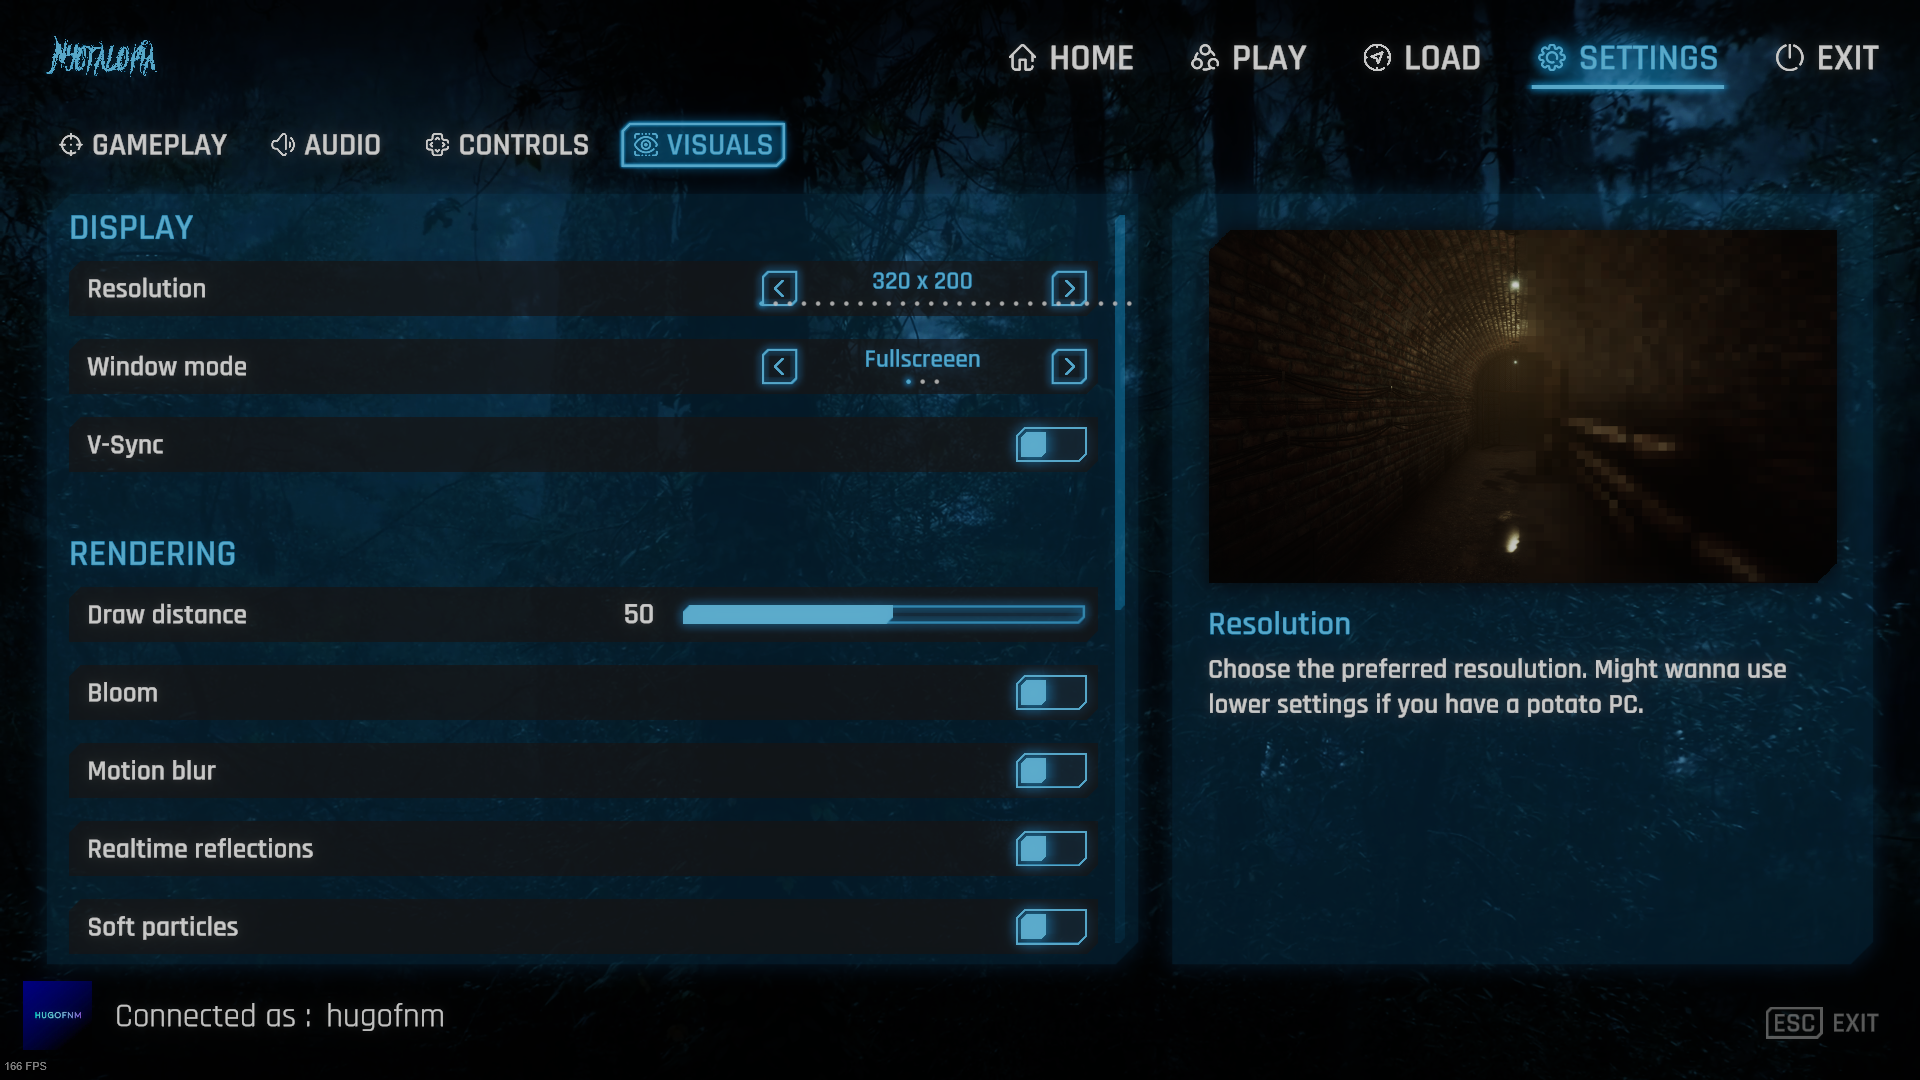 NYCTALOPIA
HOME
PLAY
LOAD
SETTINGS
EXIT
GAMEPLAY
AUDIO
CONTROLS
VISUALS
DISPLAY
Resolution
320 x 200
Window mode
Fullscreeen
V-Sync
RENDERING
Draw distance
50
Bloom
Motion blur
Realtime reflections
Soft particles
Resolution
Choose the preferred resoulution. Might wanna use
lower settings if you have a potato PC.
HUGOFNM
Connected as : hugofnm
ESC EXIT
166 FPS